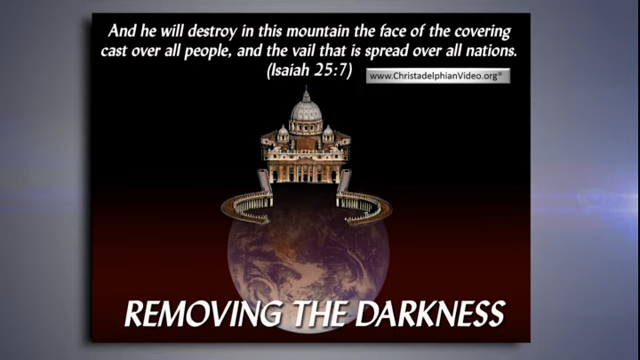 And he will destroy in this mountain the face of the covering
cast over all people, and the vail that is spread over all nations.
(Isaiah 25:7)
www.ChristadelphianVideo.org®
REMOVING THE DARKNESS